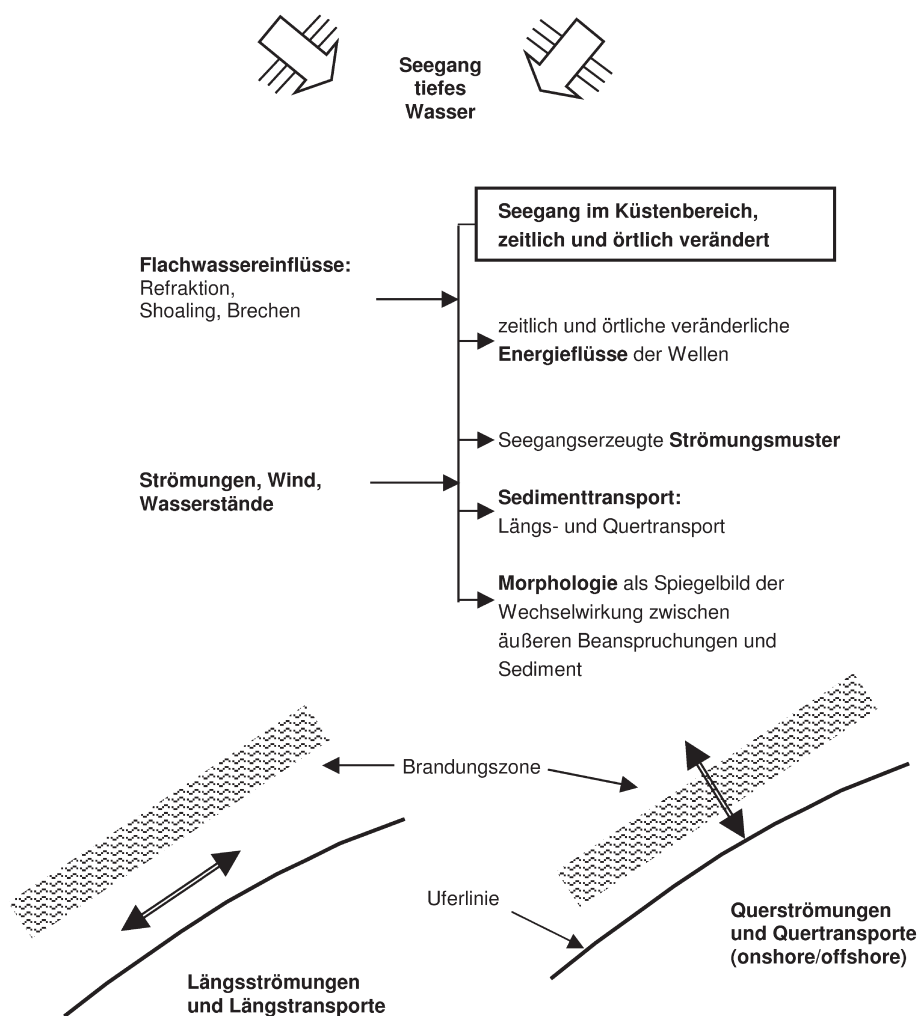 Seegang
tiefes
Wasser
Seegang im Küstenbereich,
zeitlich und örtlich verändert
Flachwassereinflüsse:
Refraktion,
Shoaling, Brechen
zeitlich und örtliche veränderliche
Energieflüsse der Wellen
Seegangserzeugte Strömungsmuster
Strömungen, Wind,
Wasserstände
Sedimenttransport:
Längs- und Quertransport
Morphologie als Spiegelbild der
Wechselwirkung zwischen
äußeren Beanspruchungen und
Sediment
Brandungszone
Uferlinie
Querströmungen
und Quertransporte
(onshore/offshore)
Längsströmungen
und Längstransporte